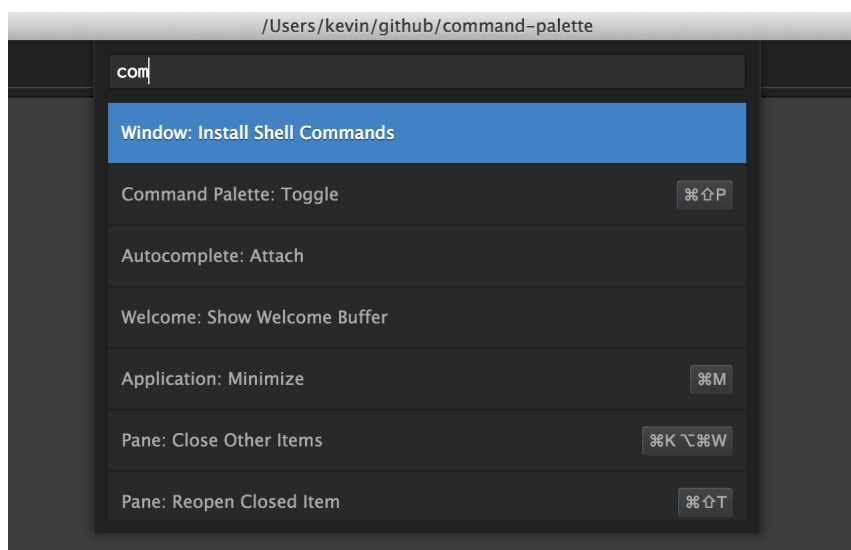 /Users/kevin/github/command-palette
com
Window: Install Shell Commands
Command Palette: Toggle ⌘⇧P
Autocomplete: Attach
Welcome: Show Welcome Buffer
Application: Minimize ⌘M
Pane: Close Other Items ⌘K ⌥⌘W
Pane: Reopen Closed Item ⌘⇧T